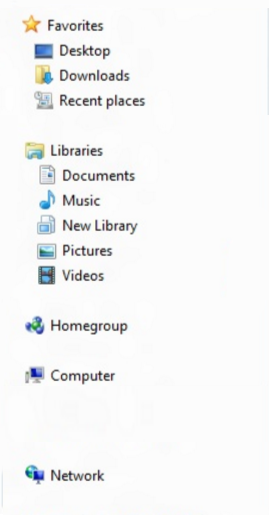 Favorites
Desktop
Downloads
Recent places
Libraries
Documents
Music
New Library
Pictures
Videos
Homegroup
Computer
Network